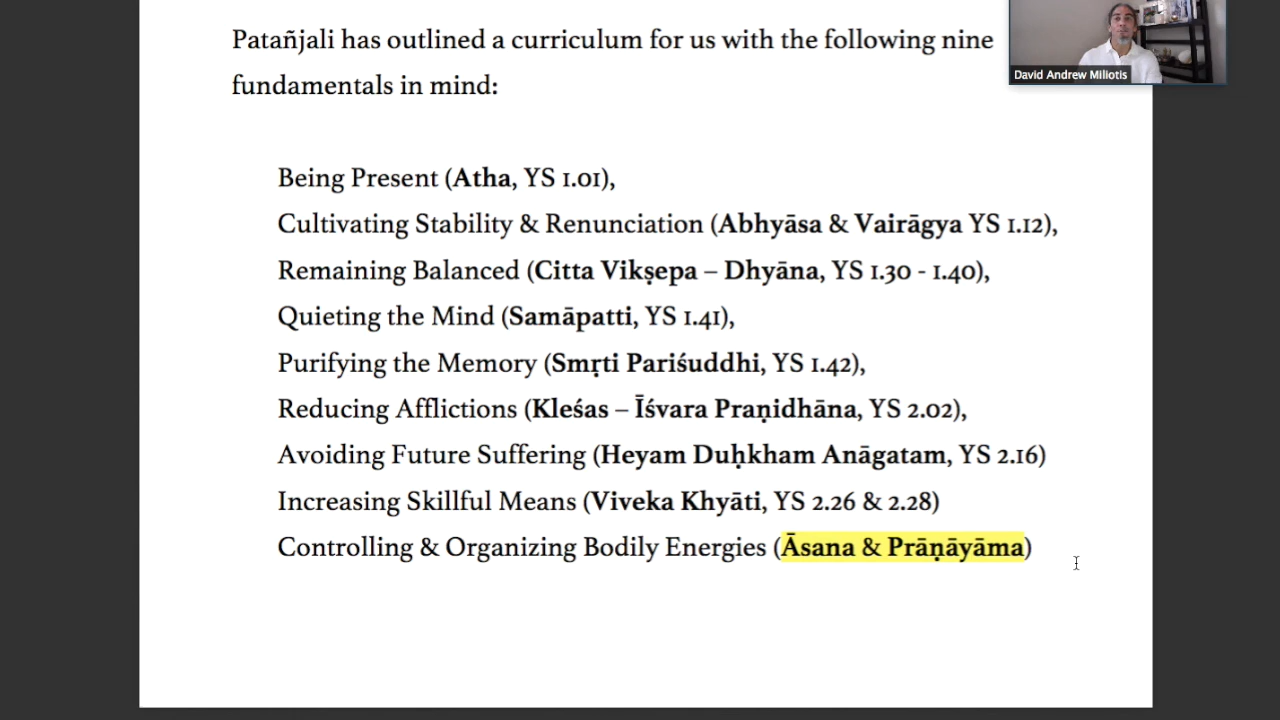 Patañjali has outlined a curriculum for us with the following nine
fundamentals in mind:
David Andrew Miliotis
Being Present (Atha, YS 1.01),
Cultivating Stability & Renunciation (Abhyāsa & Vairāgya YS 1.12),
Remaining Balanced (Citta Vikṣepa – Dhyāna, YS 1.30 - 1.40),
Quieting the Mind (Samāpatti, YS 1.41),
Purifying the Memory (Smṛti Pariśuddhi, YS 1.42),
Reducing Afflictions (Kleśas – Īśvara Praṇidhāna, YS 2.02),
Avoiding Future Suffering (Heyam Duḥkham Anāgatam, YS 2.16)
Increasing Skillful Means (Viveka Khyāti, YS 2.26 & 2.28)
Controlling & Organizing Bodily Energies (Āsana & Prāṇāyāma)